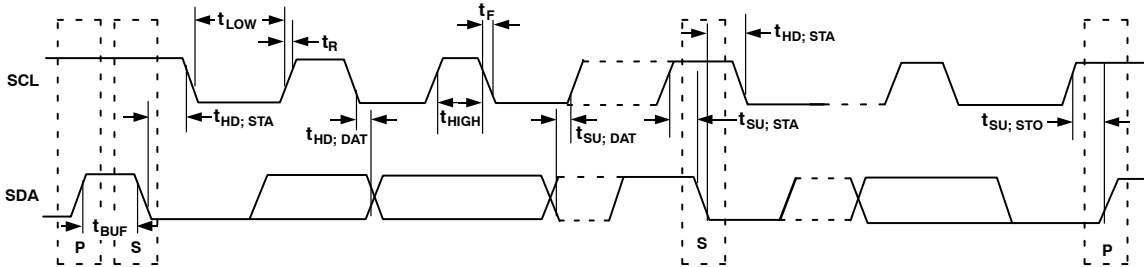 tLOW
tR
tF
tHD; STA
SCL
tHD; STA
tHD; DAT
tHIGH
tSU; DAT
tSU; STA
tSU; STO
SDA
tBUF
P
S
S
P